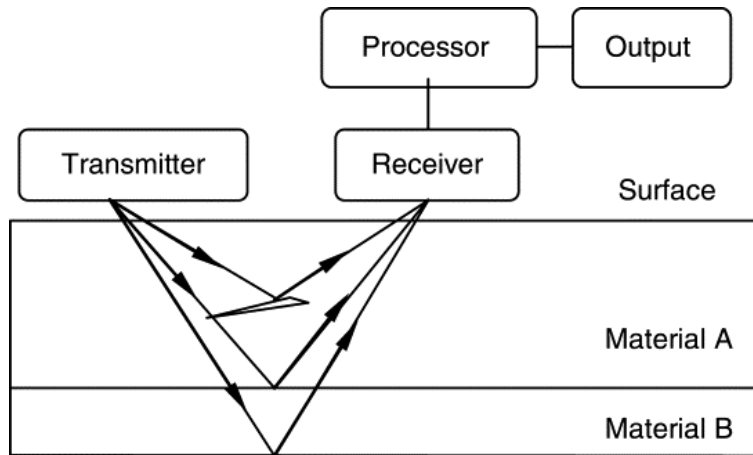 Processor
Output
Transmitter
Receiver
Surface
Material A
Material B